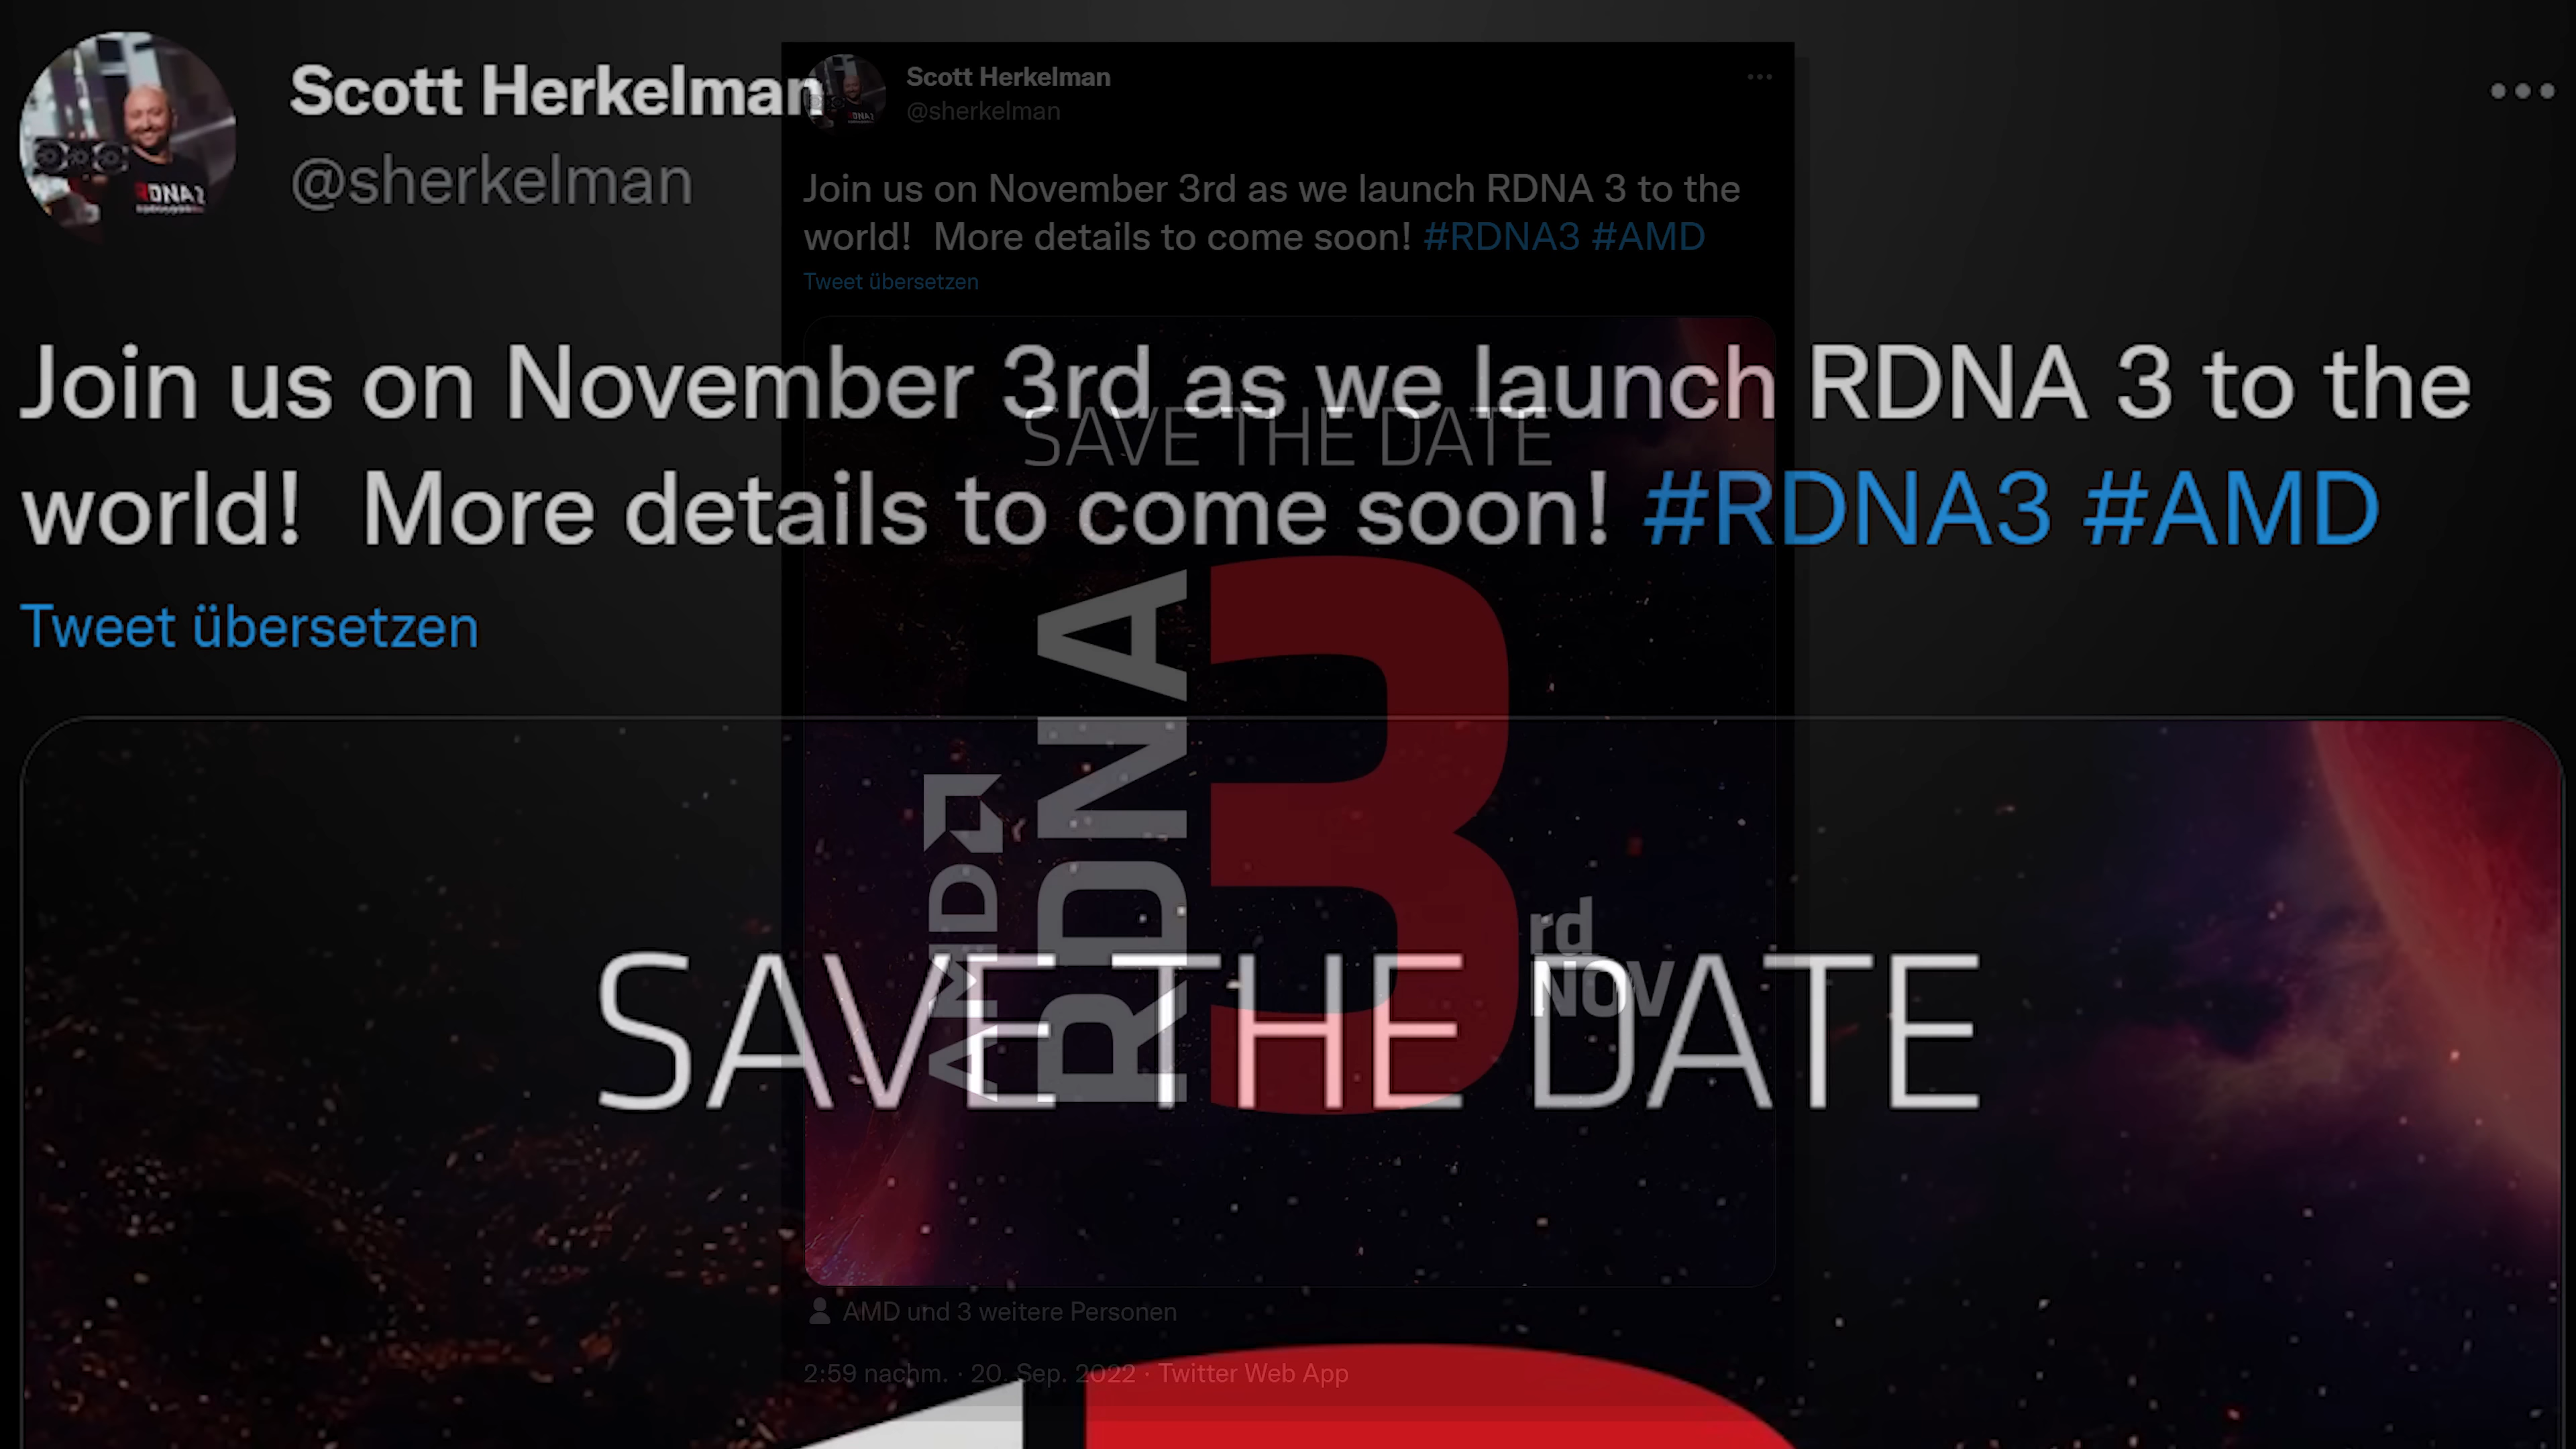 Scott Herkelman
@sherkelman
Join us on November 3rd as we launch RDNA 3 to the
world!  More details to come soon! #RDNA3 #AMD
Tweet übersetzen
SAVE THE DATE
Scott Herkelman
@sherkelman
Join us on November 3rd as we launch RDNA 3 to the
world!  More details to come soon! #RDNA3 #AMD
Tweet übersetzen
SAVE THE DATE
AMD
RDNA
3
rd
NOV
AMD und 3 weitere Personen
2:59 nachm. · 20. Sep. 2022 · Twitter Web App